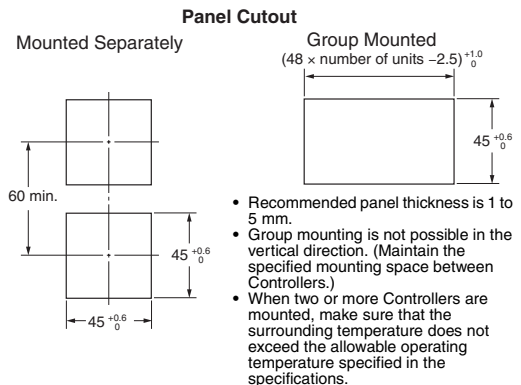 Panel Cutout
Mounted Separately
60 min.
45 +0.6 0
45 +0.6 0
Group Mounted
(48 × number of units −2.5) +1.0 0
45 +0.6 0
• Recommended panel thickness is 1 to
5 mm.
• Group mounting is not possible in the
vertical direction. (Maintain the
specified mounting space between
Controllers.)
• When two or more Controllers are
mounted, make sure that the
surrounding temperature does not
exceed the allowable operating
temperature specified in the
specifications.